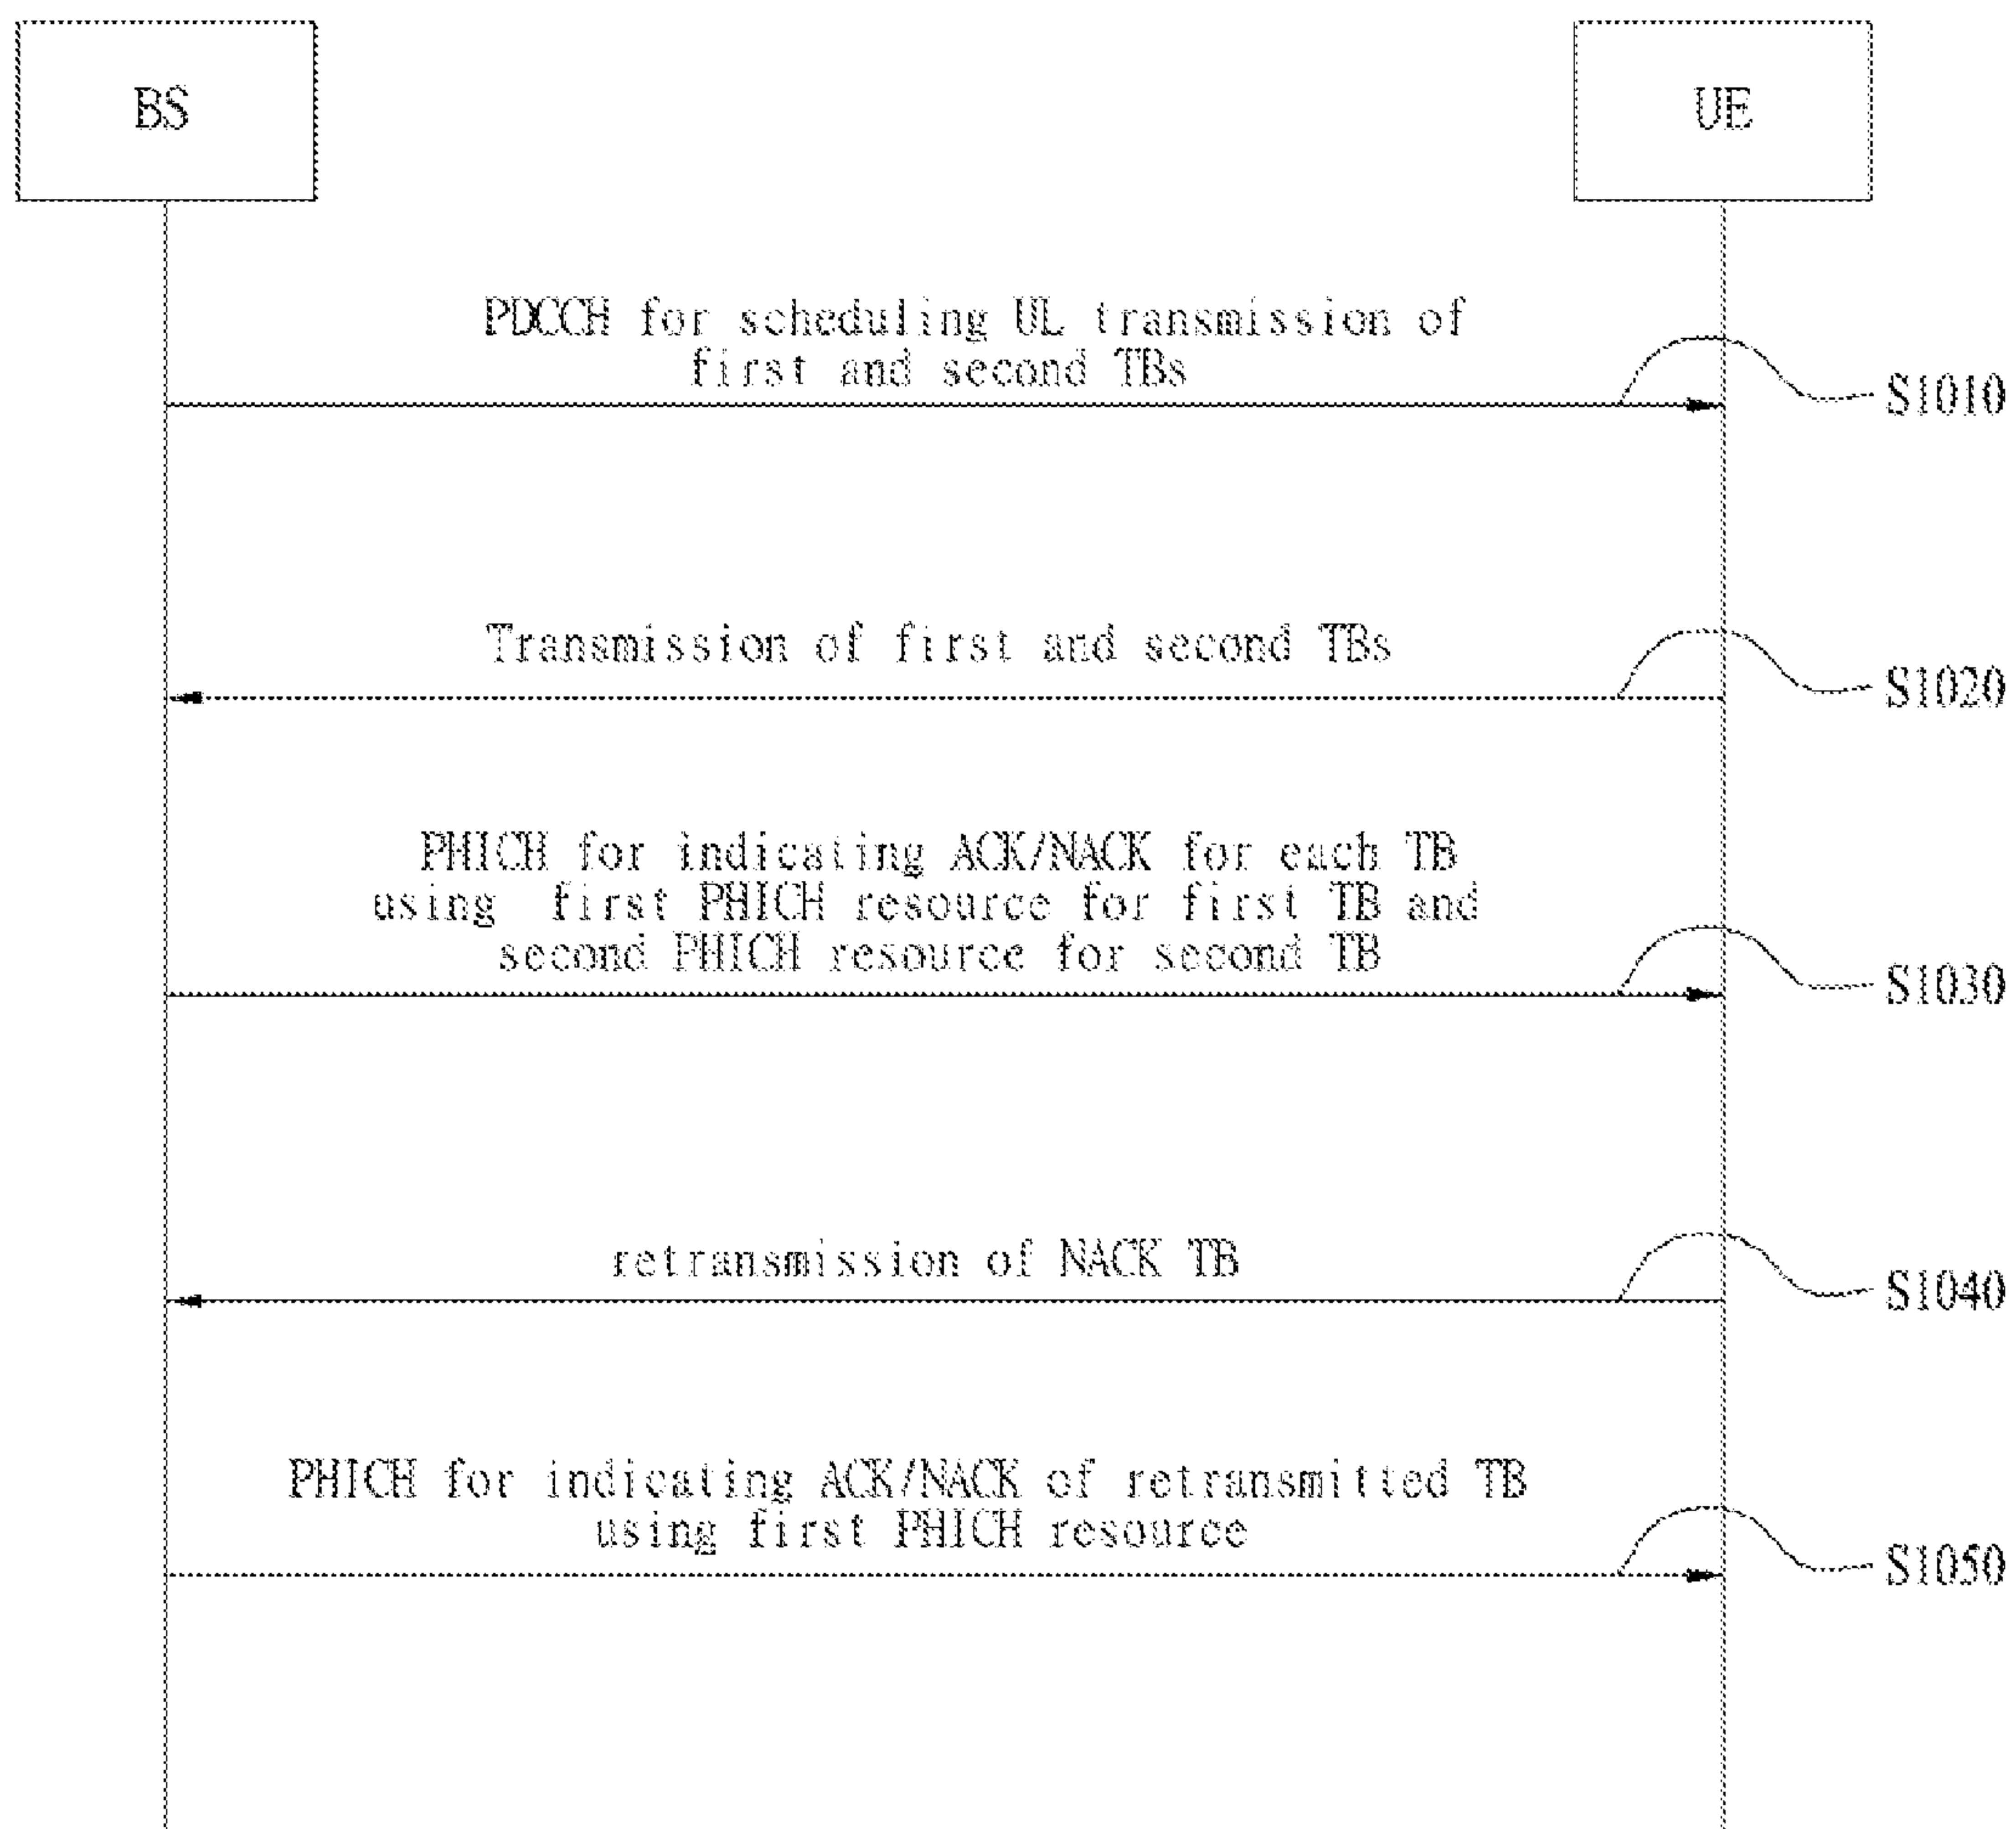 BS
UE
PDCCH for scheduling UL transmission of
first and second TBs
S1010
Transmission of first and second TBs
S1020
PHICH for indicating ACK/NACK for each TB
using first PHICH resource for first TB and
second PHICH resource for second TB
S1030
retransmission of NACK TB
S1040
PHICH for indicating ACK/NACK of retransmitted TB
using first PHICH resource
S1050